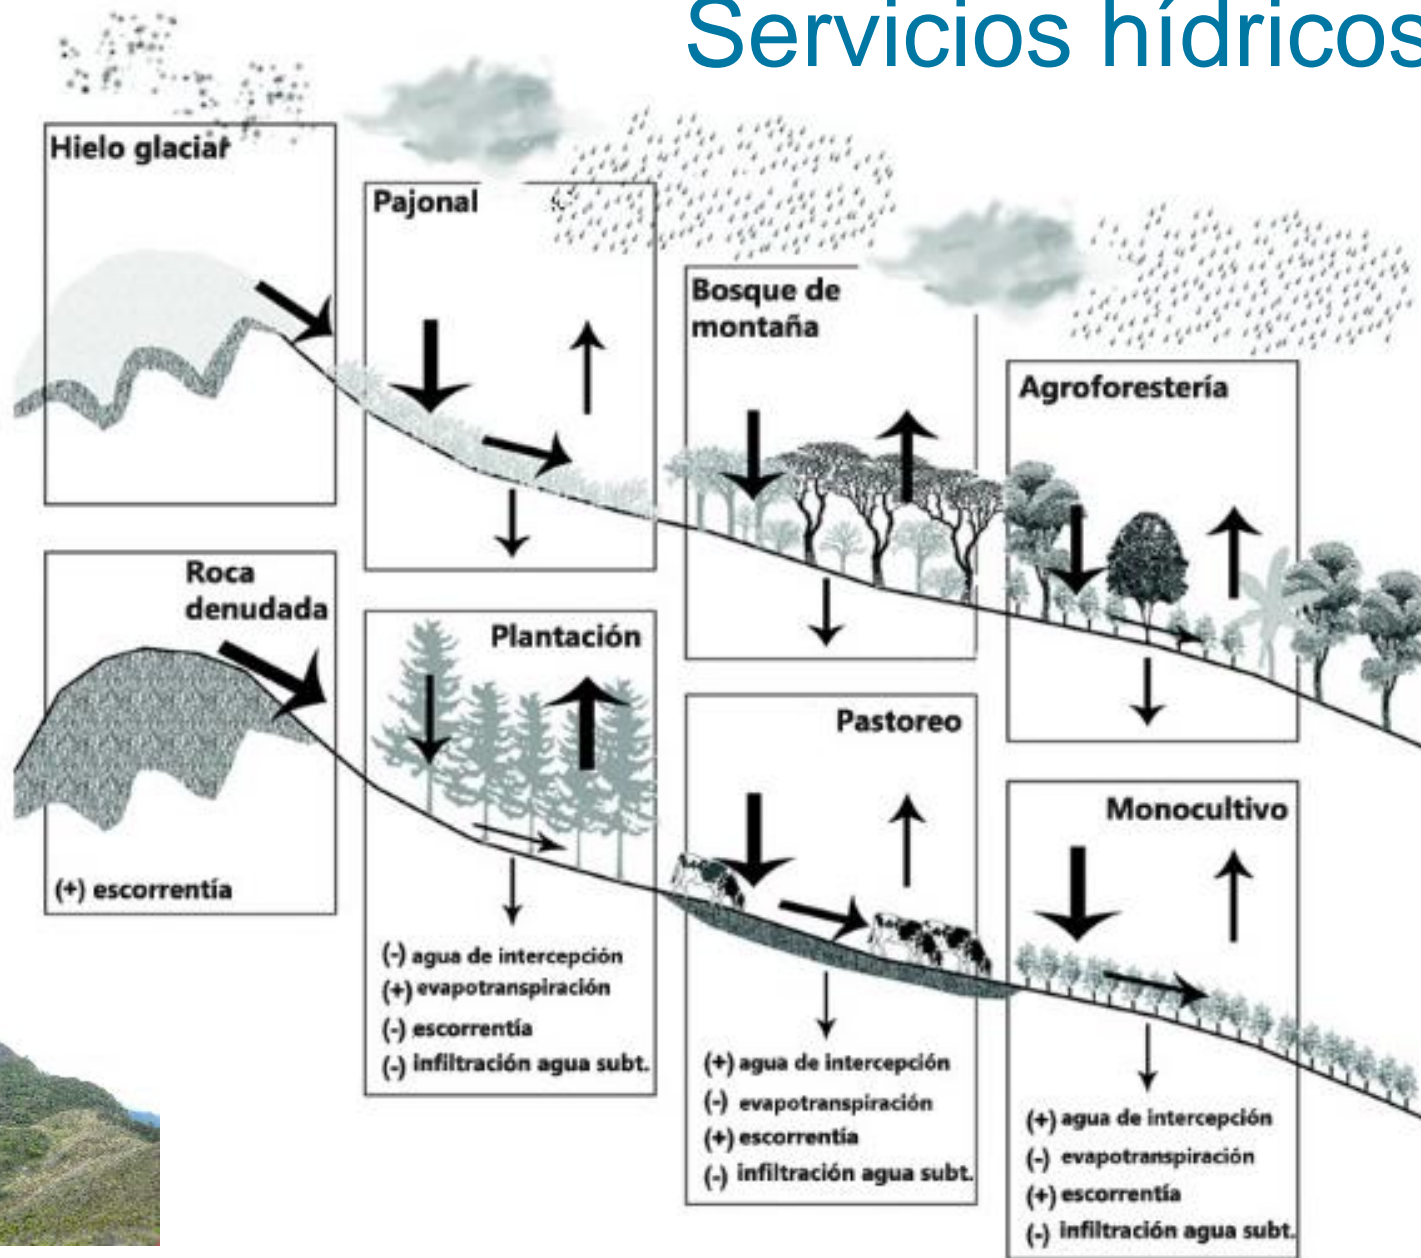 Servicios hídricos
Hielo glaciar
Pajonal
Bosque de
montaña
Agroforestería
Roca
denudada
(+) escorrentía
Plantación
(-) agua de intercepción
(+) evapotranspiración
(-) escorrentía
(-) infiltración agua subt.
Pastoreo
(+) agua de intercepción
(-) evapotranspiración
(+) escorrentía
(-) infiltración agua subt.
Monocultivo
(+) agua de intercepción
(-) evapotranspiración
(+) escorrentía
(-) infiltración agua subt.